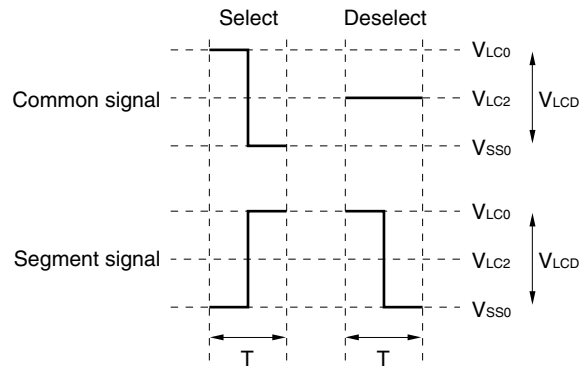 Select Deselect
VLC0
Common signal VLC2 VLCD
VSS0
VLC0
Segment signal VLC2 VLCD
VSS0
T T